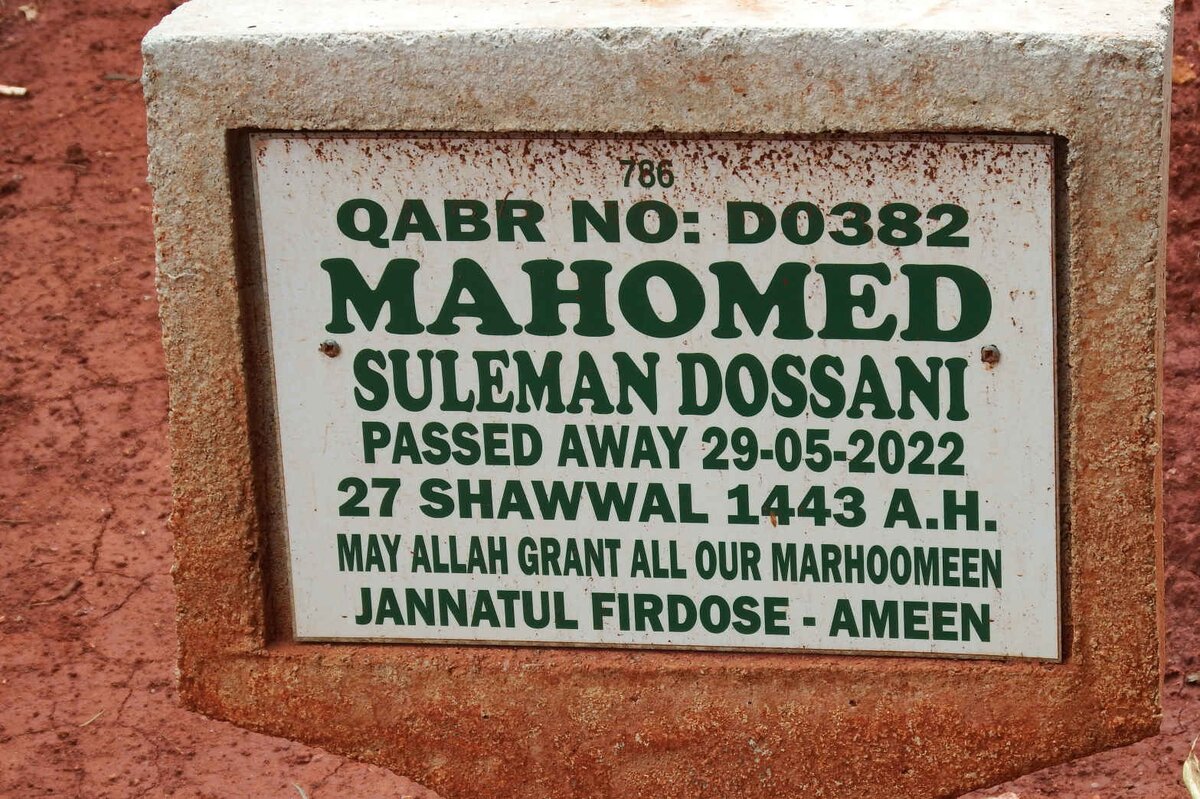 786
QABR NO: D0382
MAHOMED
SULEMAN DOSSANI
PASSED AWAY 29-05-2022
27 SHAWWAL 1443 A.H.
MAY ALLAH GRANT ALL OUR MARHOOMEEN
JANNATUL FIRDOSE - AMEEN